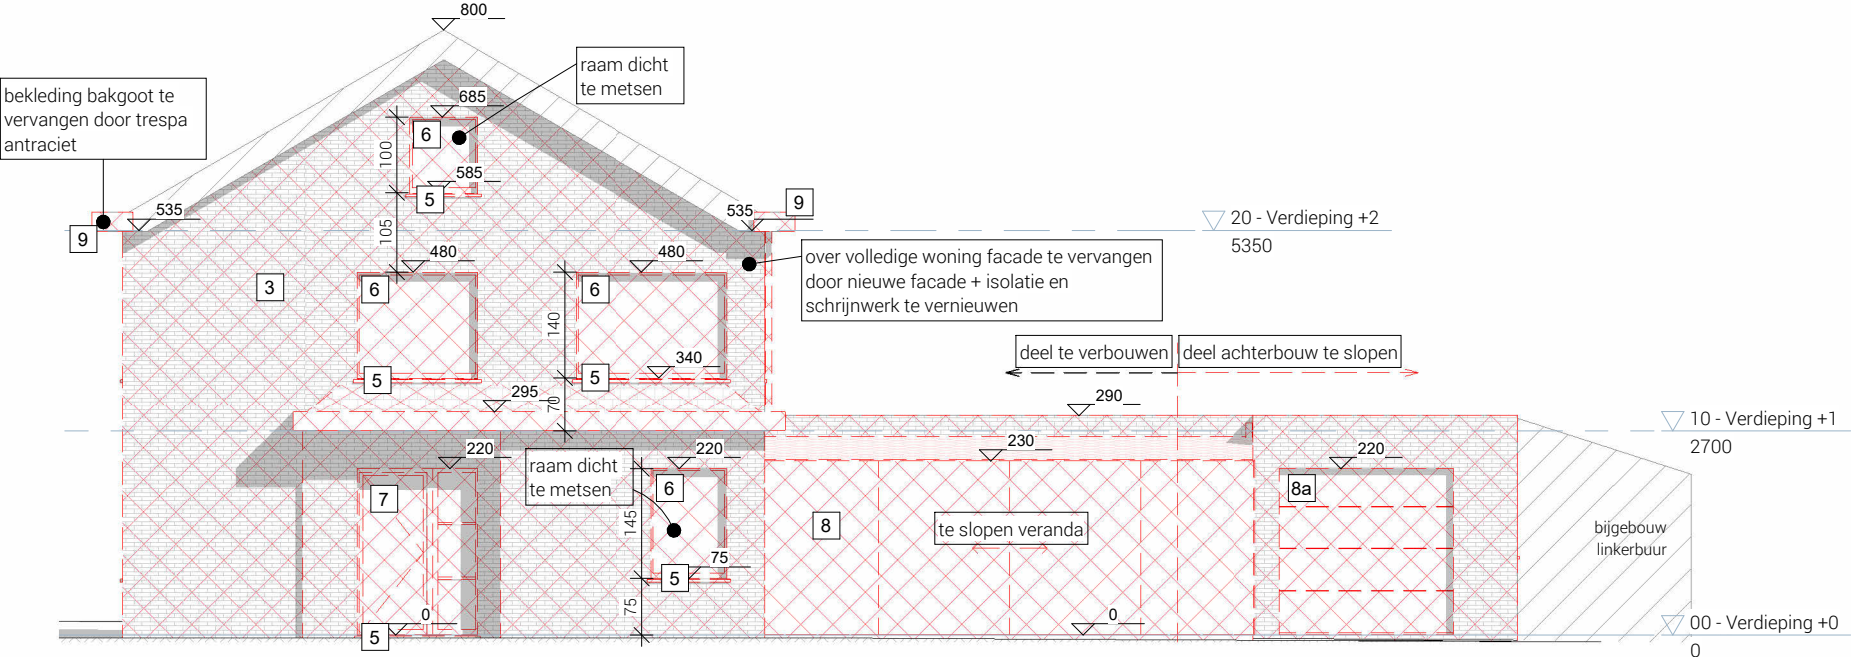 800
raam dicht
te metsen
bekleding bakgoot te
vervangen door trespa
antraciet
685
6
100
585
5
9
535
535
9
20 - Verdieping +2
5350
9
105
480
480
over volledige woning facade te vervangen
door nieuwe facade + isolatie en
schrijnwerk te vernieuwen
3
6
6
140
340
5
5
deel te verbouwen
deel achterbouw te slopen
295
70
290
10 - Verdieping +1
2700
220
220
230
220
raam dicht
te metsen
7
6
8a
145
8
te slopen veranda
bijgebouw
linkerbuur
75
5
75
0
5
0
00 - Verdieping +0
0